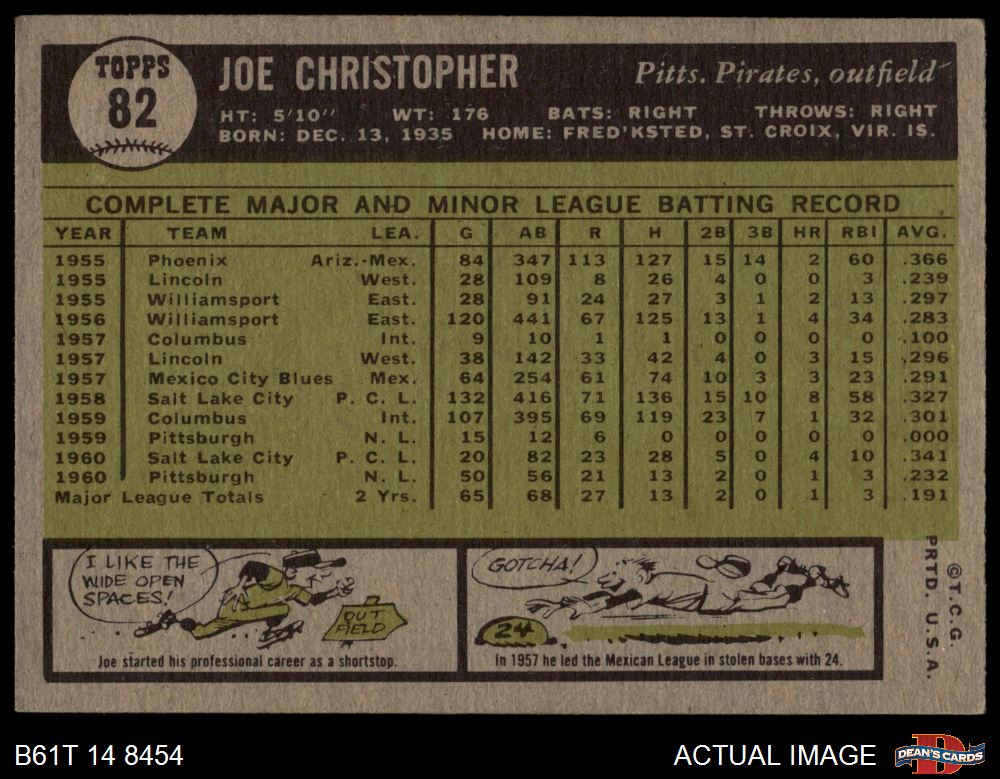 TOPPS
82
JOE CHRISTOPHER
Pitts. Pirates, outfield
HT: 5'10" WT: 176 BATS: RIGHT THROWS: RIGHT
BORN: DEC. 13, 1935 HOME: FRED'KSTED, ST. CROIX, VIR. IS.
COMPLETE MAJOR AND MINOR LEAGUE BATTING RECORD
YEAR TEAM LEA. G AB R H 2B 3B HR RBI AVG.
1955 Phoenix Ariz.-Mex. 84 347 113 127 15 14 2 60 .366
1955 Lincoln West. 28 109 8 26 4 0 0 3 .239
1955 Williamsport East. 28 91 24 27 3 1 2 13 .297
1956 Williamsport East. 120 441 67 125 13 1 4 34 .283
1957 Columbus Int. 9 10 1 1 0 0 0 0 .100
1957 Lincoln West. 38 142 33 42 4 0 3 15 .296
1957 Mexico City Blues Mex. 64 254 61 74 10 3 3 23 .291
1958 Salt Lake City P. C. L. 132 416 71 136 15 10 8 58 .327
1959 Columbus Int. 107 395 69 119 23 7 1 32 .301
1959 Pittsburgh N. L. 15 12 6 0 0 0 0 0 .000
1960 Salt Lake City P. C. L. 20 82 23 28 5 0 4 10 .341
1960 Pittsburgh N. L. 50 56 21 13 2 0 1 3 .232
Major League Totals 2 Yrs. 65 68 27 13 2 0 1 3 .191
I LIKE THE
WIDE OPEN
SPACES!
OUT
FIELD
Joe started his professional career as a shortstop.
GOTCHA!
24
In 1957 he led the Mexican League in stolen bases with 24.
© T. C. G.
PRTD. U.S.A.
B61T 14 8454
ACTUAL IMAGE
DEAN'S CARDS